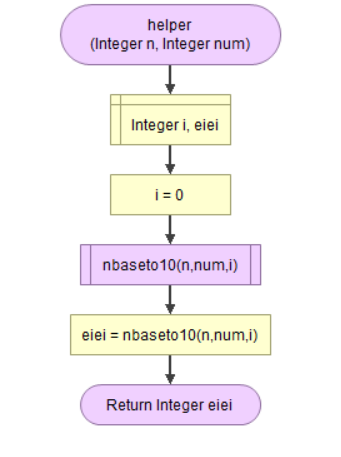 helper
(Integer n, Integer num)
Integer i, eiei
i = 0
nbaseto10(n,num,i)
eiei = nbaseto10(n,num,i)
Return Integer eiei